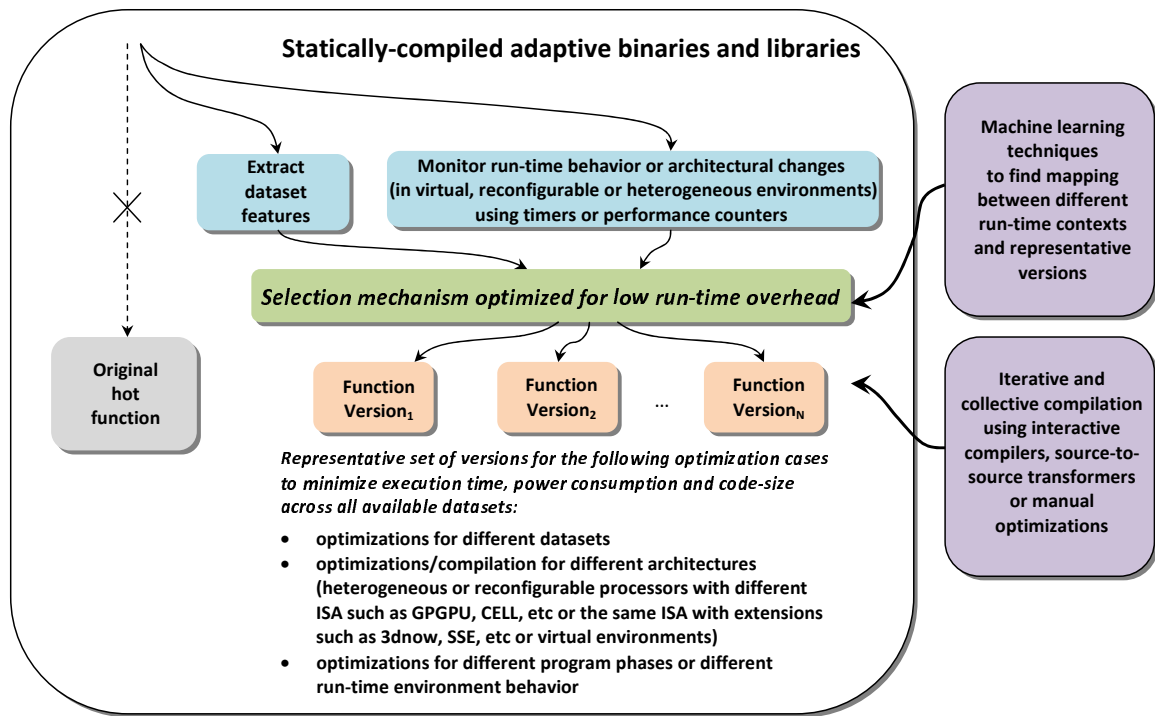 Statically-compiled adaptive binaries and libraries
Extract
dataset
features
Monitor run-time behavior or architectural changes
(in virtual, reconfigurable or heterogeneous environments)
using timers or performance counters
Machine learning
techniques
to find mapping
between different
run-time contexts
and representative
versions
Selection mechanism optimized for low run-time overhead
Original
hot
function
Function
Version₁
Function
Version₂
...
Function
Versionₙ
Iterative and
collective compilation
using interactive
compilers, source-to-
source transformers
or manual
optimizations
Representative set of versions for the following optimization cases
to minimize execution time, power consumption and code-size
across all available datasets:
• optimizations for different datasets
• optimizations/compilation for different architectures
(heterogeneous or reconfigurable processors with different
ISA such as GPGPU, CELL, etc or the same ISA with extensions
such as 3dnow, SSE, etc or virtual environments)
• optimizations for different program phases or different
run-time environment behavior